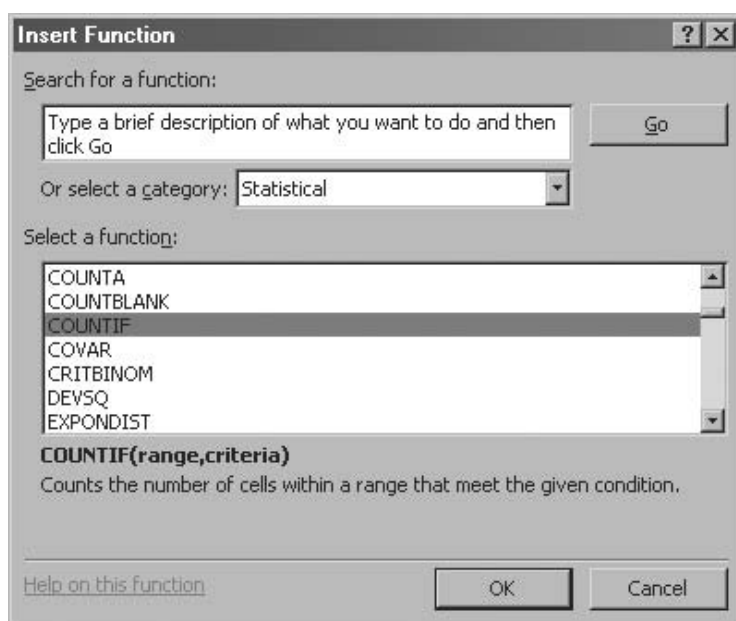 Insert Function
? X
Search for a function:
Type a brief description of what you want to do and then
click Go
Go
Or select a category: Statistical
Select a function:
COUNTA
COUNTBLANK
COUNTIF
COVAR
CRITBINOM
DEVSQ
EXPONDIST
COUNTIF(range,criteria)
Counts the number of cells within a range that meet the given condition.
Help on this function
OK
Cancel